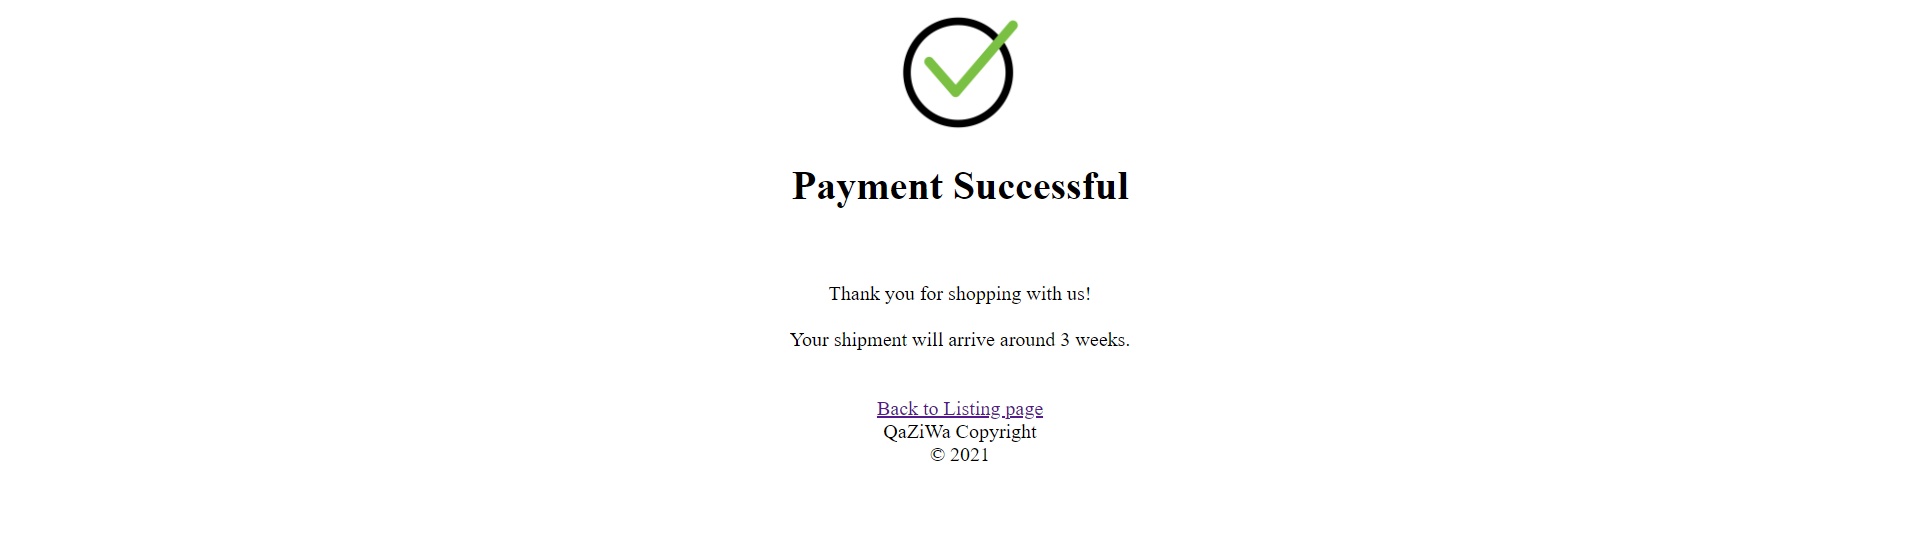 Payment Successful
Thank you for shopping with us!
Your shipment will arrive around 3 weeks.
Back to Listing page
QaZiWa Copyright
© 2021